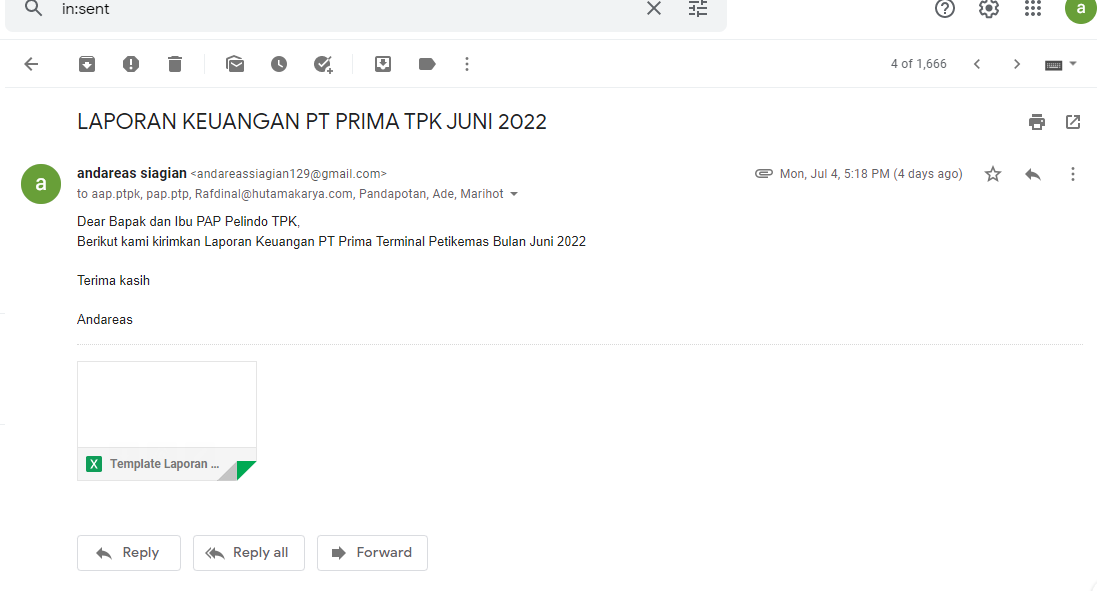 in:sent
a
4 of 1,666
LAPORAN KEUANGAN PT PRIMA TPK JUNI 2022
a
andareas siagian <andareassiagian129@gmail.com>
Mon, Jul 4, 5:18 PM (4 days ago)
to aap.ptpk, pap.ptp, Rafdinal@hutamakarya.com, Pandapotan, Ade, Marihot
Dear Bapak dan Ibu PAP Pelindo TPK,
Berikut kami kirimkan Laporan Keuangan PT Prima Terminal Petikemas Bulan Juni 2022
Terima kasih
Andareas
X Template Laporan ...
Reply
Reply all
Forward